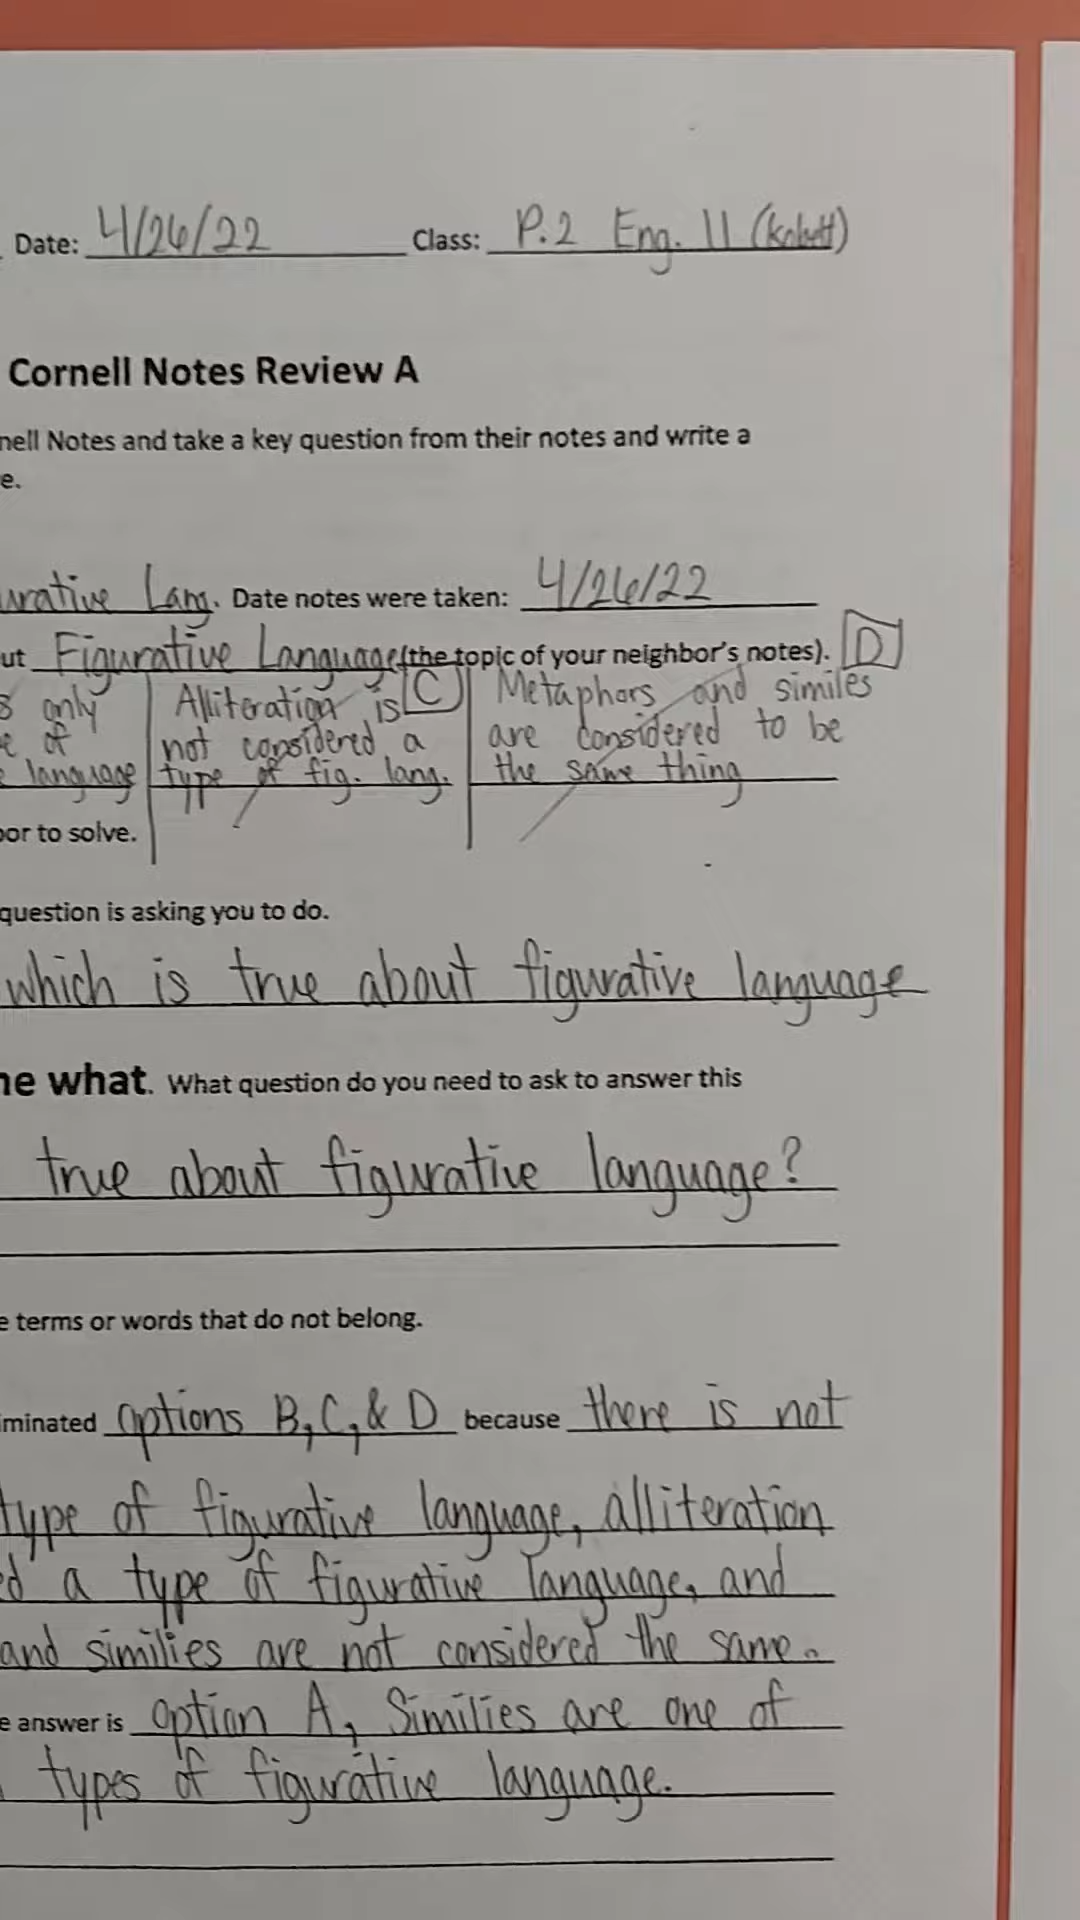 Date: 4/26/22 Class: P.2 Eng. 11
Cornell Notes Review A
nell Notes and take a key question from their notes and write a
e.
urative Lang. Date notes were taken: 4/26/22
ut Figurative Language (the topic of your neighbor's notes). D
only Alliteration is C Metaphors and similes
e of not considered a are considered to be
language type of fig. lang. the same thing
or to solve.
question is asking you to do.
which is true about figurative language
ne what. What question do you need to ask to answer this
true about figurative language?
e terms or words that do not belong.
minated options B, C, & D because there is not
type of figurative language, alliteration
ed a type of figurative language, and
and similies are not considered the same.
e answer is option A, Similies are one of
types of figurative language.